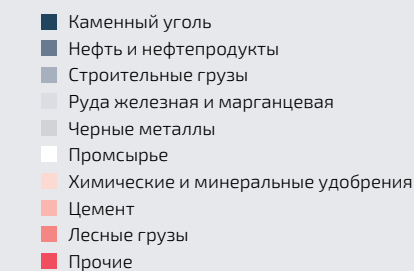 Каменный уголь
Нефть и нефтепродукты
Строительные грузы
Руда железная и марганцевая
Черные металлы
Промсырье
Химические и минеральные удобрения
Цемент
Лесные грузы
Прочие